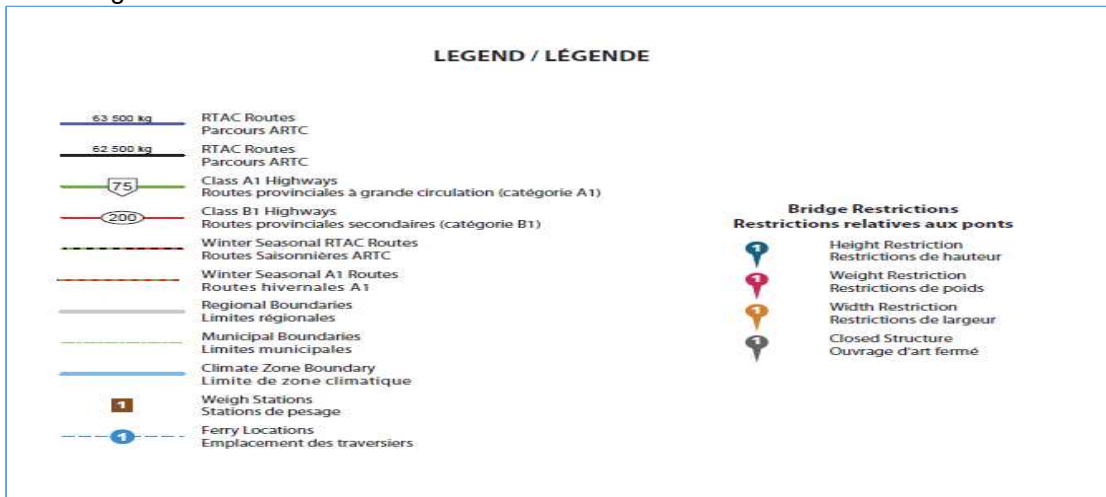 LEGEND / LÉGENDE
63 500 kg
RTAC Routes
Parcours ARTC
62 500 kg
RTAC Routes
Parcours ARTC
75
Class A1 Highways
Routes provinciales à grande circulation (catégorie A1)
200
Class B1 Highways
Routes provinciales secondaires (catégorie B1)
Winter Seasonal RTAC Routes
Routes Saisonnières ARTC
Winter Seasonal A1 Routes
Routes hivernales A1
Regional Boundaries
Limites régionales
Municipal Boundaries
Limites municipales
Climate Zone Boundary
Limite de zone climatique
1
Weigh Stations
Stations de pesage
1
Ferry Locations
Emplacement des traversiers
Bridge Restrictions
Restrictions relatives aux ponts
1
Height Restriction
Restrictions de hauteur
1
Weight Restriction
Restrictions de poids
1
Width Restriction
Restrictions de largeur
1
Closed Structure
Ouvrage d'art fermé